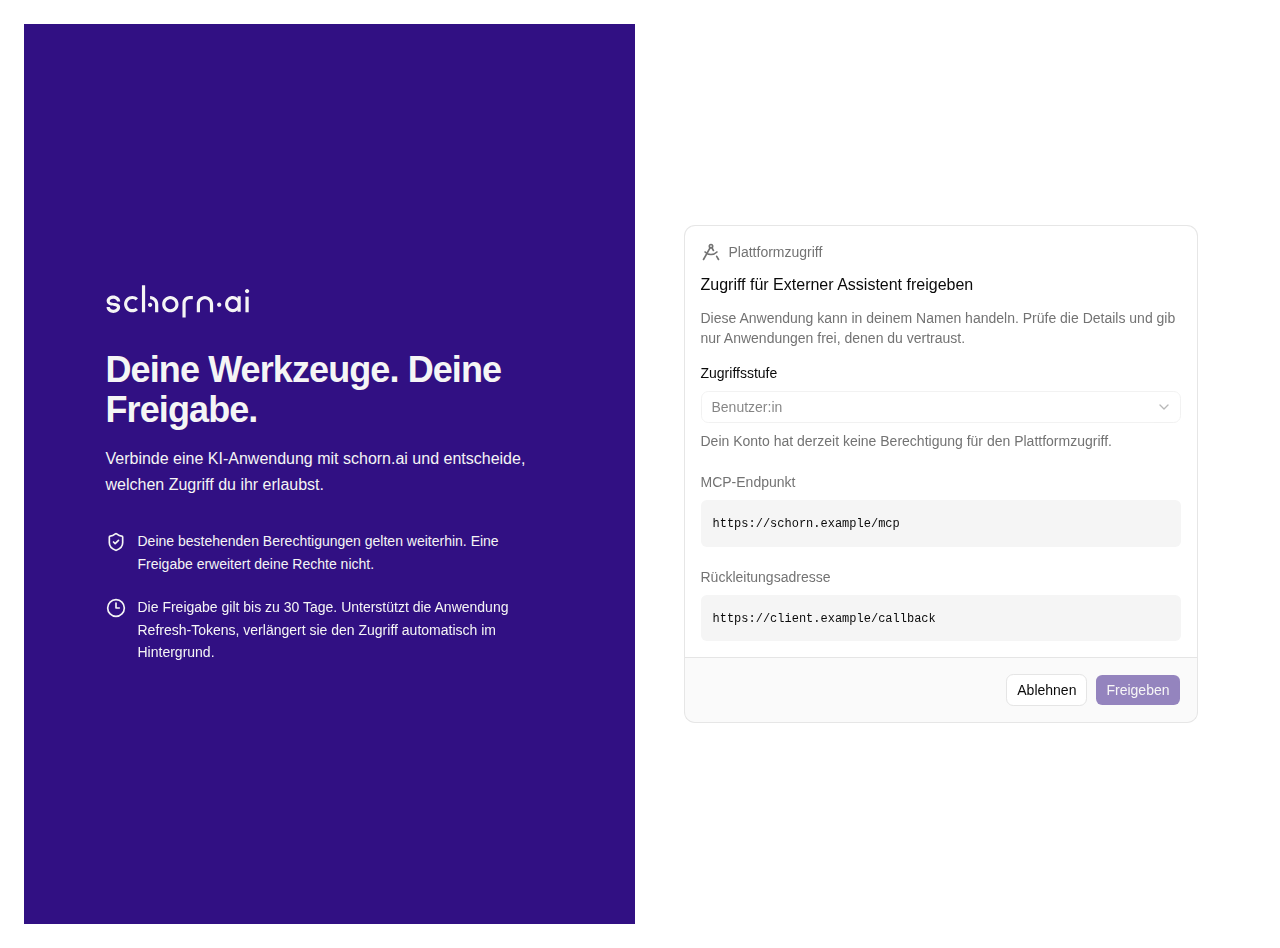 schorn.ai
Deine Werkzeuge. Deine
Freigabe.
Verbinde eine KI-Anwendung mit schorn.ai und entscheide,
welchen Zugriff du ihr erlaubst.
Deine bestehenden Berechtigungen gelten weiterhin. Eine
Freigabe erweitert deine Rechte nicht.
Die Freigabe gilt bis zu 30 Tage. Unterstützt die Anwendung
Refresh-Tokens, verlängert sie den Zugriff automatisch im
Hintergrund.
Plattformzugriff
Zugriff für Externer Assistent freigeben
Diese Anwendung kann in deinem Namen handeln. Prüfe die Details und gib
nur Anwendungen frei, denen du vertraust.
Zugriffsstufe
Benutzer:in
Dein Konto hat derzeit keine Berechtigung für den Plattformzugriff.
MCP-Endpunkt
https://schorn.example/mcp
Rückleitungsadresse
https://client.example/callback
Ablehnen
Freigeben